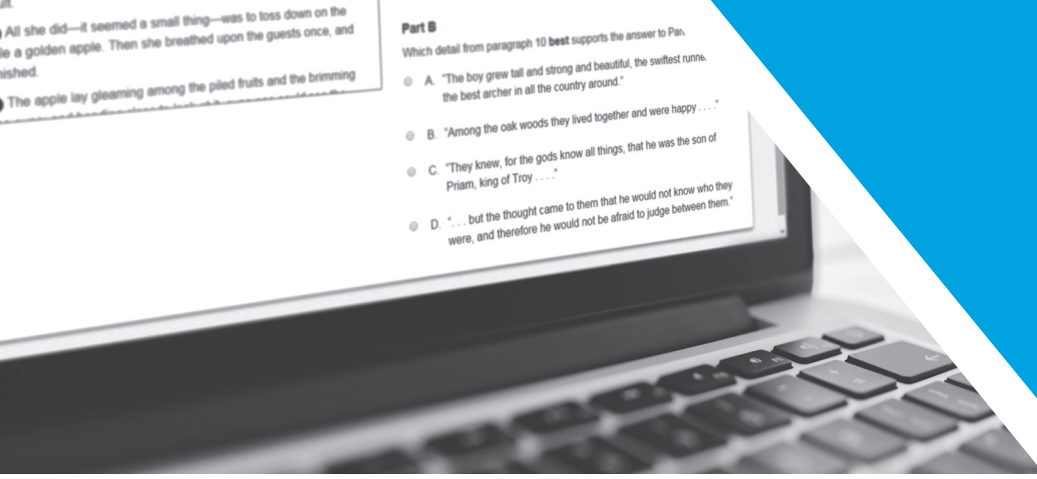 All she did—it seemed a small thing—was to toss down on the
a golden apple. Then she breathed upon the guests once, and
The apple lay gleaming among the piled fruits and the brimming
Part B
Which detail from paragraph 10 best supports the answer to
A. "The boy grew tall and strong and beautiful, the swiftest
the best archer in all the country around."
B. "Among the oak woods they lived together and were happy . . . ."
C. "They knew, for the gods know all things, that he was the son of
Priam, king of Troy . . . ."
D. ". . . but the thought came to them that he would not know who they
were, and therefore he would not be afraid to judge between them."